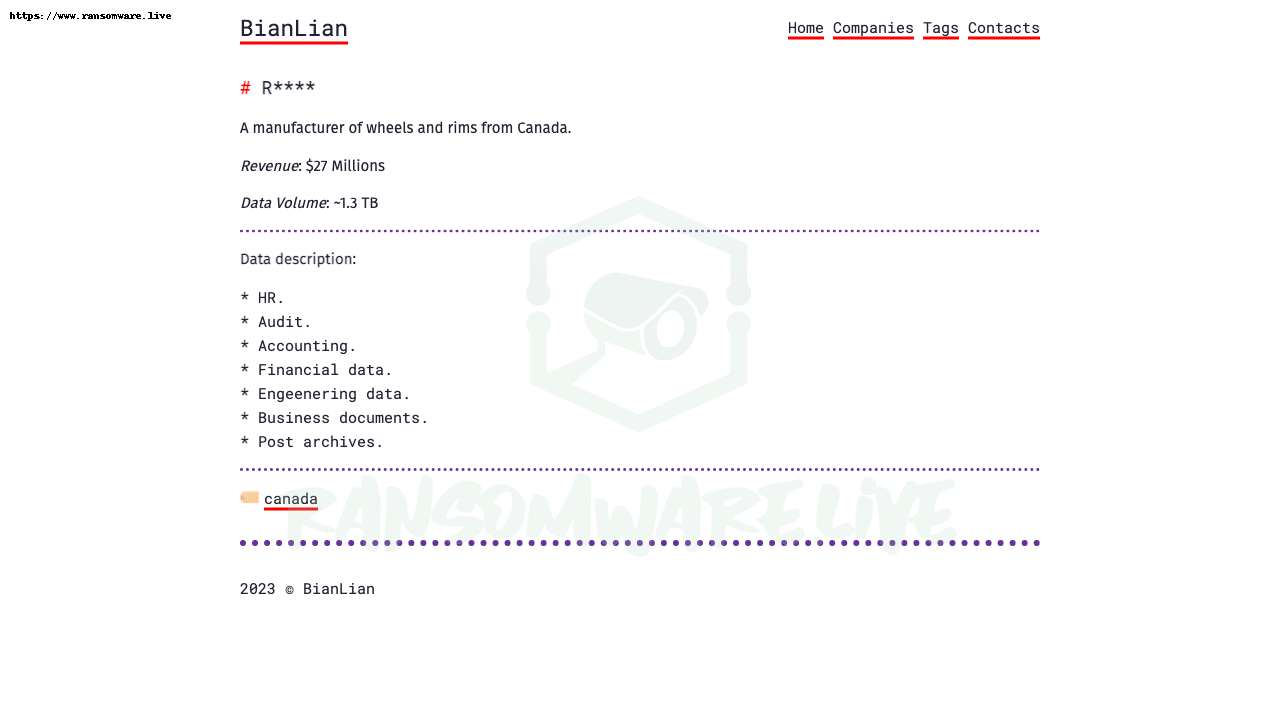 https://www.ransomware.live
BianLian
Home Companies Tags Contacts
# R****
A manufacturer of wheels and rims from Canada.
Revenue: $27 Millions
Data Volume: ~1.3 TB
Data description:
* HR.
* Audit.
* Accounting.
* Financial data.
* Engeenering data.
* Business documents.
* Post archives.
canada
RANSOMWARE.LIVE
2023 © BianLian